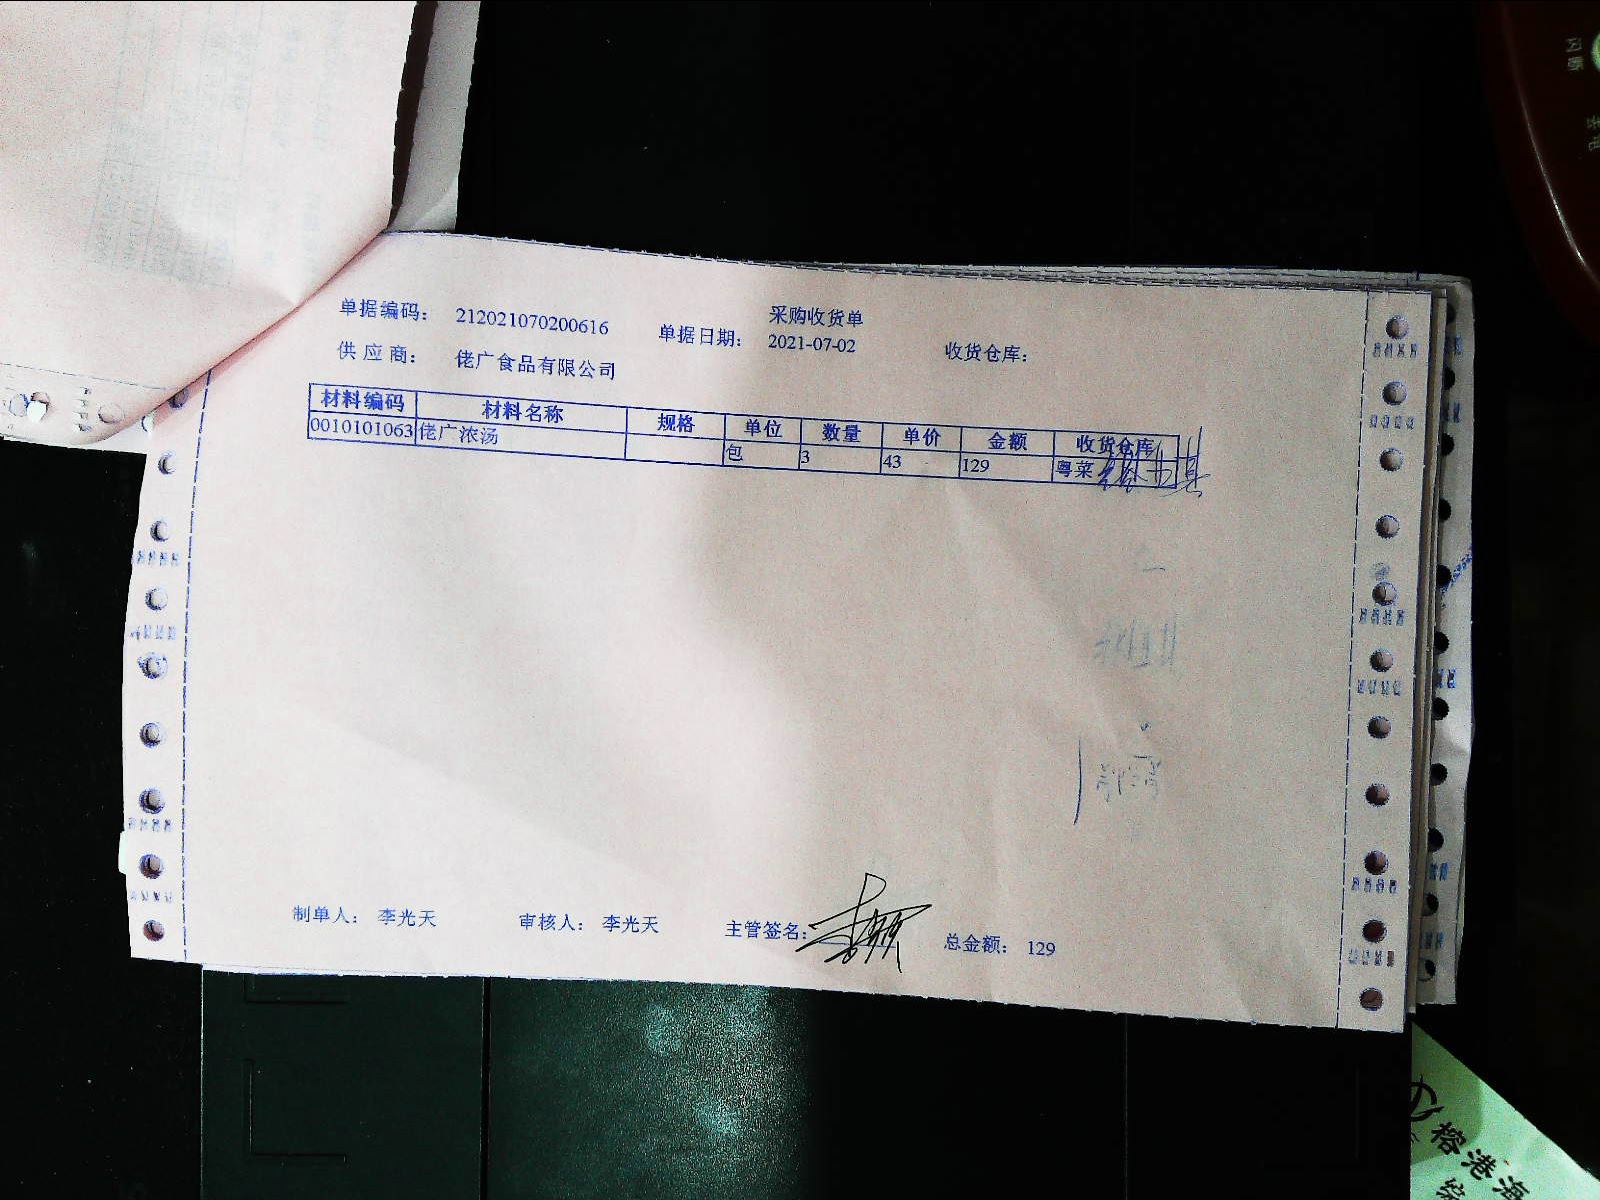 采购收货单
单据编码: 212021070200616 单据日期: 2021-07-02 收货仓库:
供应商: 佬广食品有限公司
材料编码 材料名称 规格 单位 数量 单价 金额 收货仓库
0010101063 佬广浓汤 包 3 43 129 粤菜
制单人: 李光天 审核人: 李光天 主管签名: 总金额: 129
榕港海